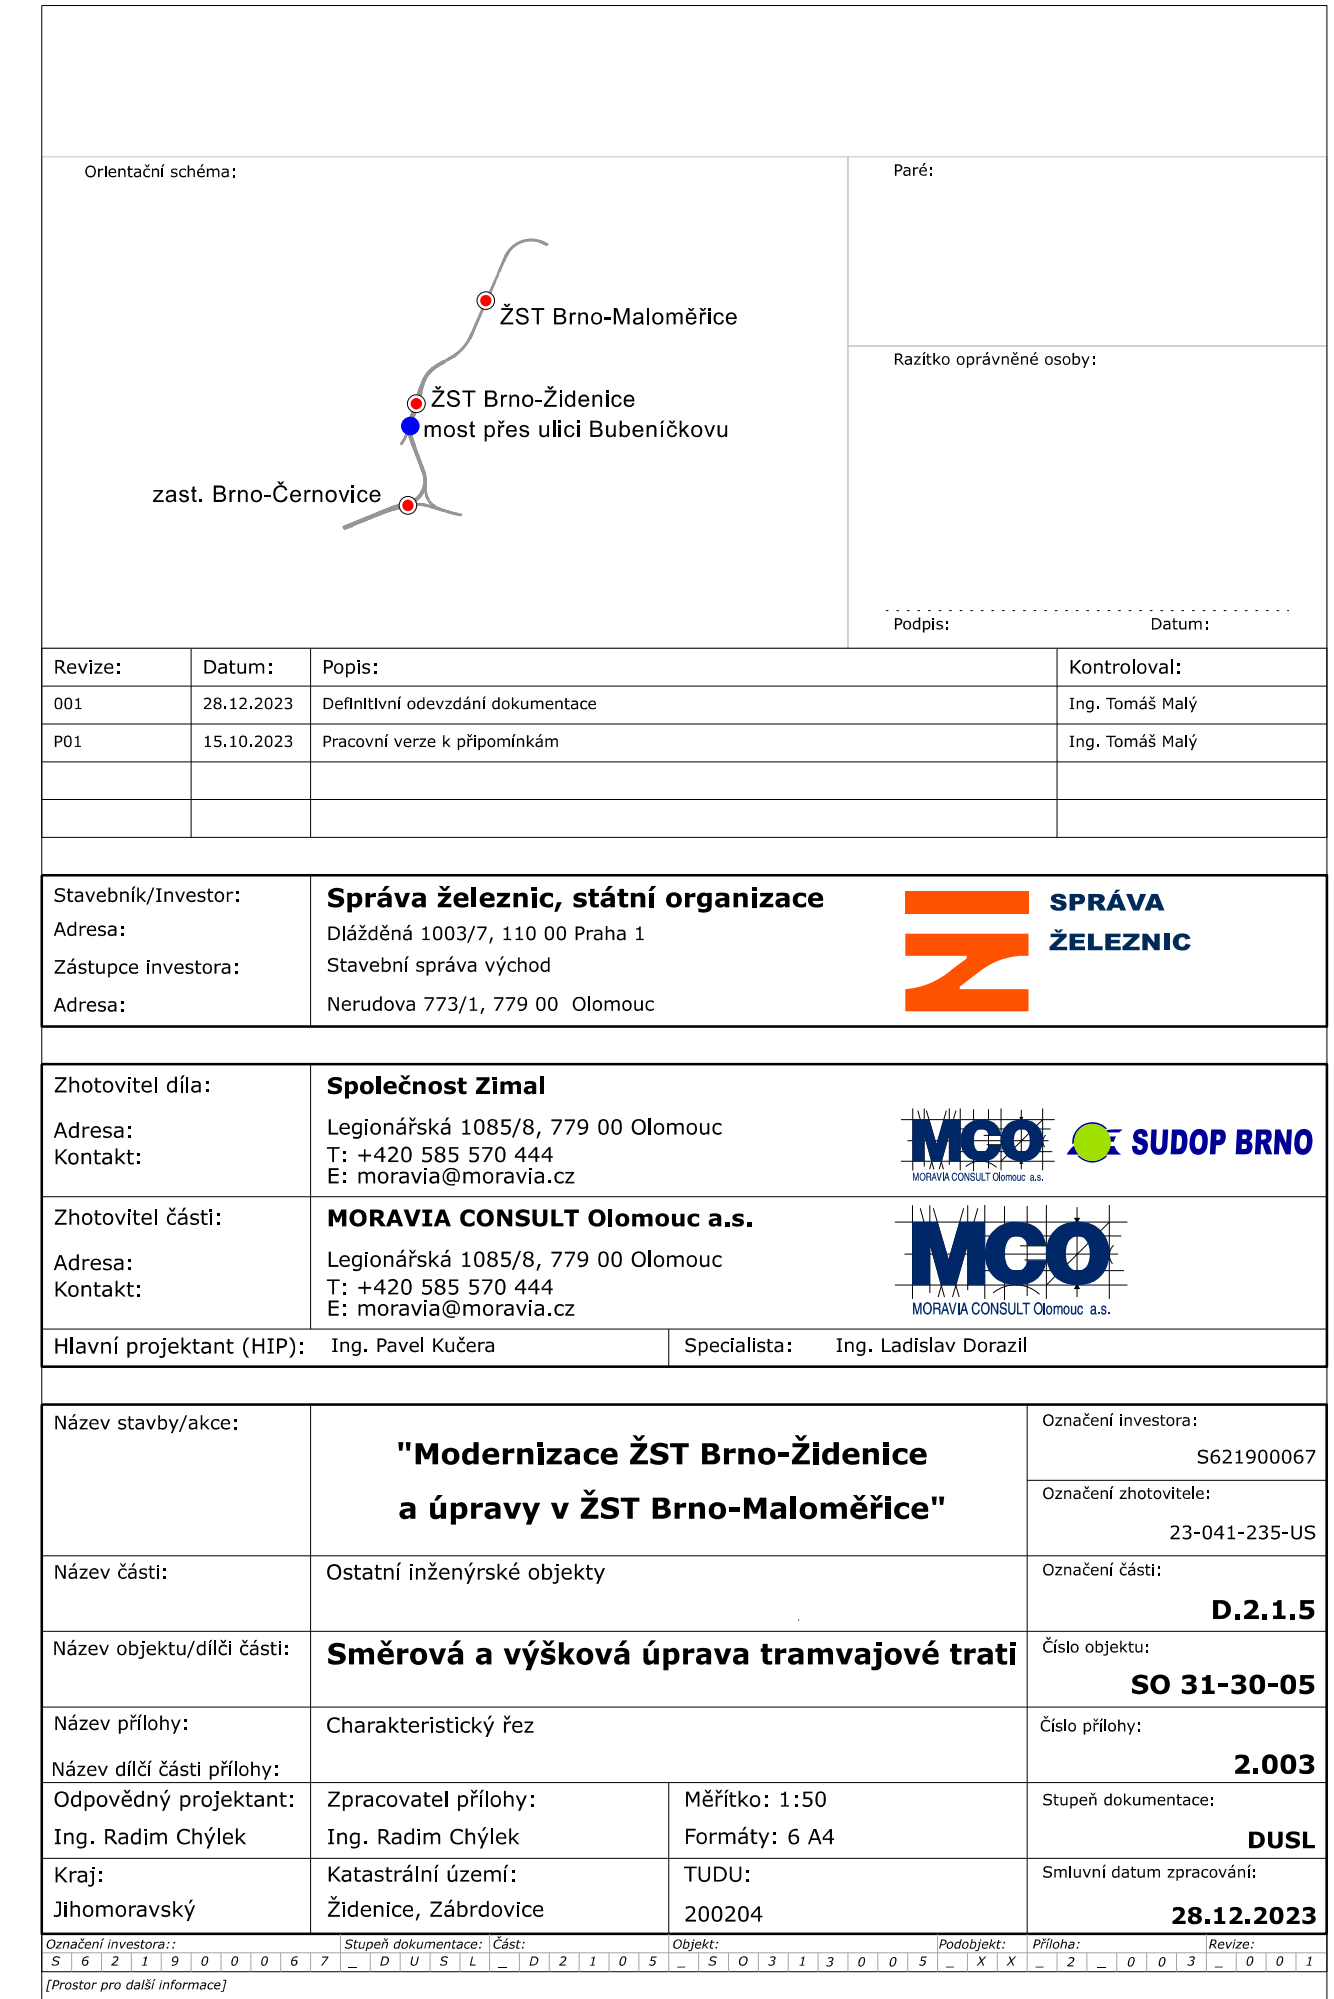 Orientační schéma:
Paré:
ŽST Brno-Maloměřice
Razítko oprávněné osoby:
ŽST Brno-Židenice
most přes ulici Bubeníčkovu
zast. Brno-Černovice
Podpis: Datum:
Revize: Datum: Popis: Kontroloval:
001 28.12.2023 Definitivní odevzdání dokumentace Ing. Tomáš Malý
P01 15.10.2023 Pracovní verze k připomínkám Ing. Tomáš Malý
Stavebník/Investor: Správa železnic, státní organizace
Adresa: Dlážděná 1003/7, 110 00 Praha 1
Zástupce investora: Stavební správa východ
Adresa: Nerudova 773/1, 779 00 Olomouc
SPRÁVA
ŽELEZNIC
Zhotovitel díla: Společnost Zimal
Adresa: Legionářská 1085/8, 779 00 Olomouc
Kontakt: T: +420 585 570 444
E: moravia@moravia.cz
MCO
MORAVIA CONSULT Olomouc a.s.
SUDOP BRNO
Zhotovitel části: MORAVIA CONSULT Olomouc a.s.
Adresa: Legionářská 1085/8, 779 00 Olomouc
Kontakt: T: +420 585 570 444
E: moravia@moravia.cz
MCO
MORAVIA CONSULT Olomouc a.s.
Hlavní projektant (HIP): Ing. Pavel Kučera Specialista: Ing. Ladislav Dorazil
Název stavby/akce:
"Modernizace ŽST Brno-Židenice
a úpravy v ŽST Brno-Maloměřice"
Označení investora:
S621900067
Označení zhotovitele:
23-041-235-US
Název části: Ostatní inženýrské objekty
Označení části:
D.2.1.5
Název objektu/dílči části: Směrová a výšková úprava tramvajové trati
Číslo objektu:
SO 31-30-05
Název přílohy: Charakteristický řez
Název dílčí části přílohy:
Číslo přílohy:
2.003
Odpovědný projektant: Zpracovatel přílohy: Měřítko: 1:50 Stupeň dokumentace:
Ing. Radim Chýlek Ing. Radim Chýlek Formáty: 6 A4 DUSL
Kraj: Katastrální území: TUDU: Smluvní datum zpracování:
Jihomoravský Židenice, Zábrdovice 200204 28.12.2023
Označení investora:: Stupeň dokumentace: Část: Objekt: Podobjekt: Příloha: Revize:
S 6 2 1 9 0 0 0 6 7 _ D U S L _ D 2 1 0 5 _ S O 3 1 3 0 0 5 _ X X _ 2 _ 0 0 3 _ 0 0 1
[Prostor pro další informace]